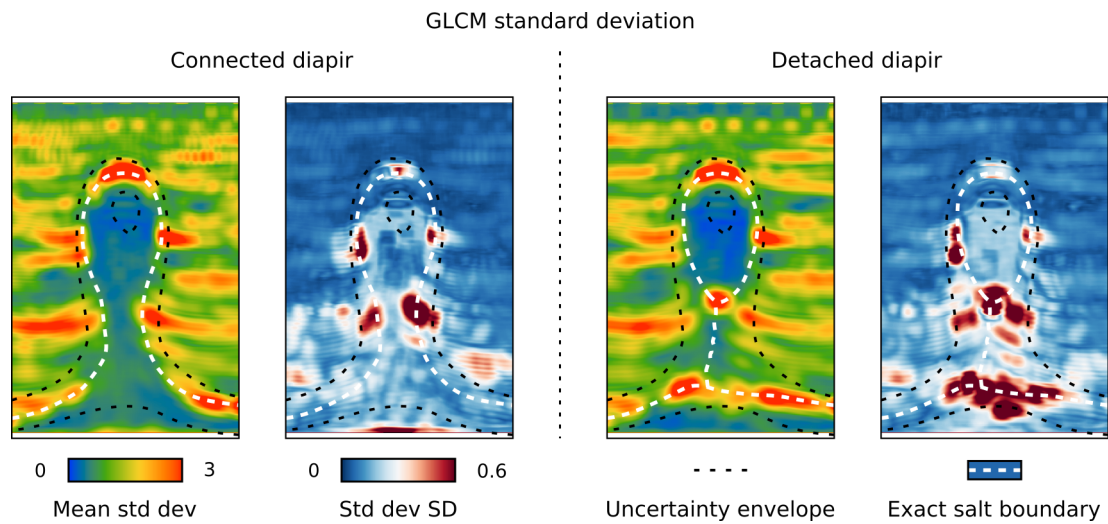 GLCM standard deviation
Connected diapir
Detached diapir
0
3
0
0.6
Mean std dev
Std dev SD
Uncertainty envelope
Exact salt boundary